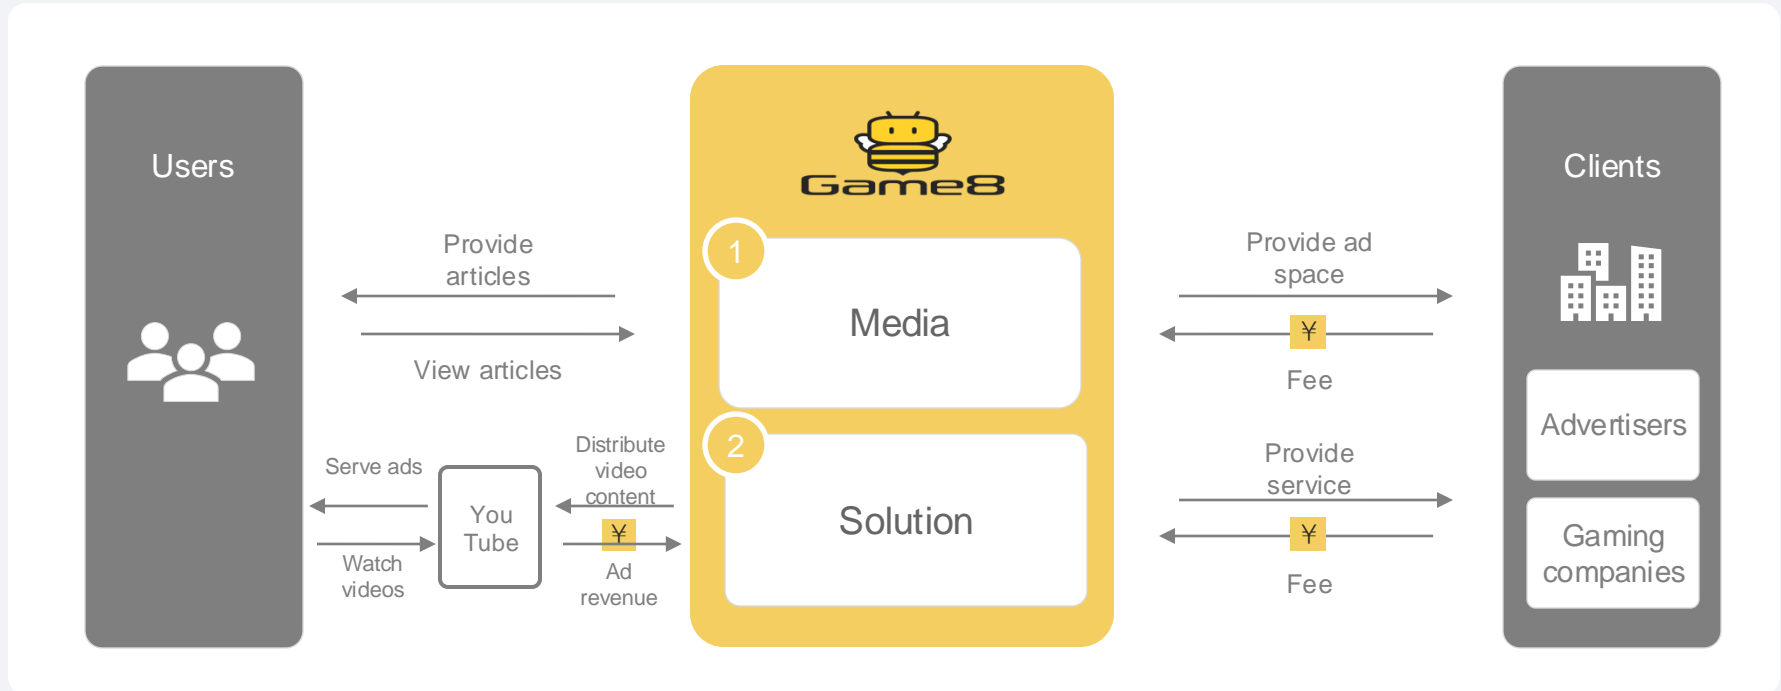 Users
Provide
articles
View articles
Serve ads
Watch
videos
You
Tube
Distribute
video
content
¥
Ad
revenue
Game8
1
Media
2
Solution
Provide ad
space
¥
Fee
Provide
service
¥
Fee
Clients
Advertisers
Gaming
companies